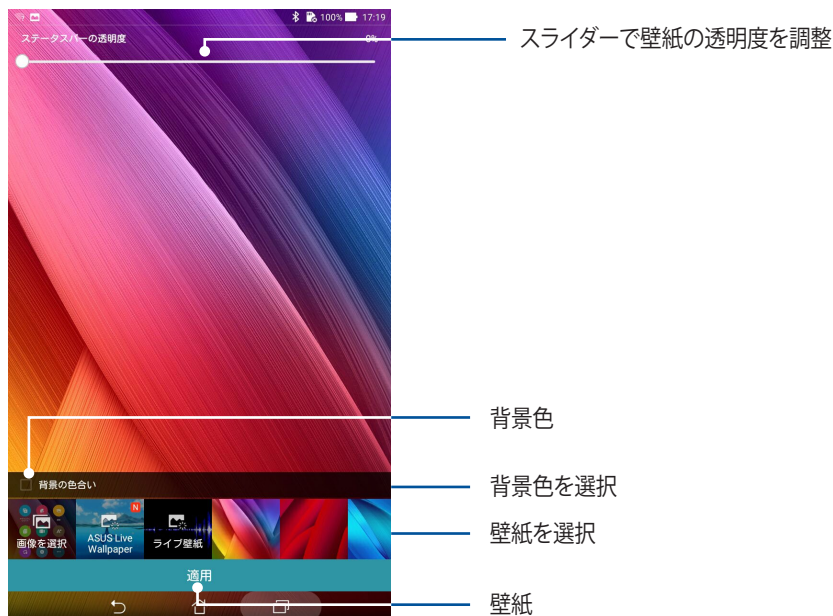 100% 17:19
ステータスバーの透明度 0%
スライダーで壁紙の透明度を調整
背景色
背景の色合い
背景色を選択
N
画像を選択
ASUS Live
Wallpaper
ライブ壁紙
壁紙を選択
適用
壁紙